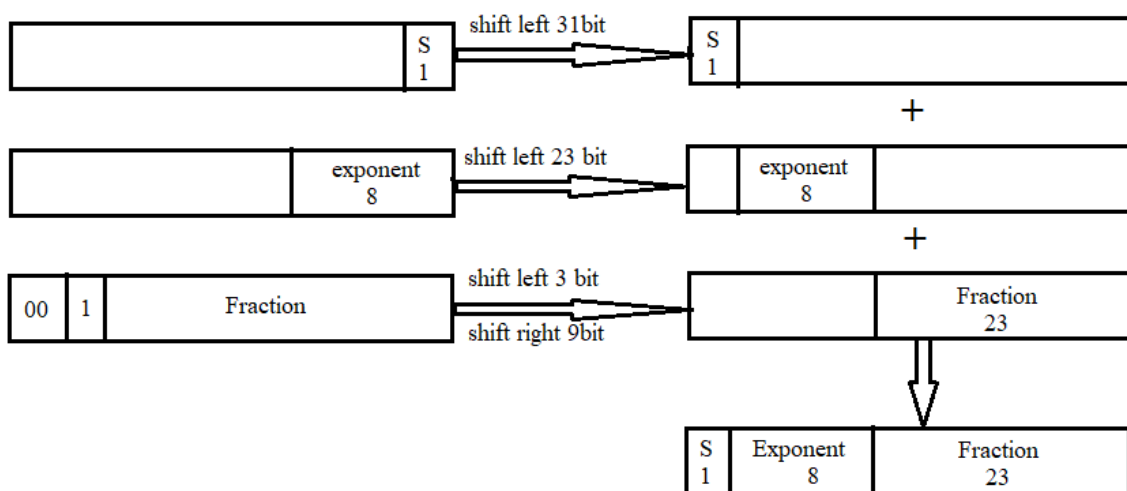 shift left 31bit
S
1
S
1
+
shift left 23 bit
exponent
8
exponent
8
+
shift left 3 bit
00
1
Fraction
Fraction
23
shift right 9bit
S
1
Exponent
8
Fraction
23